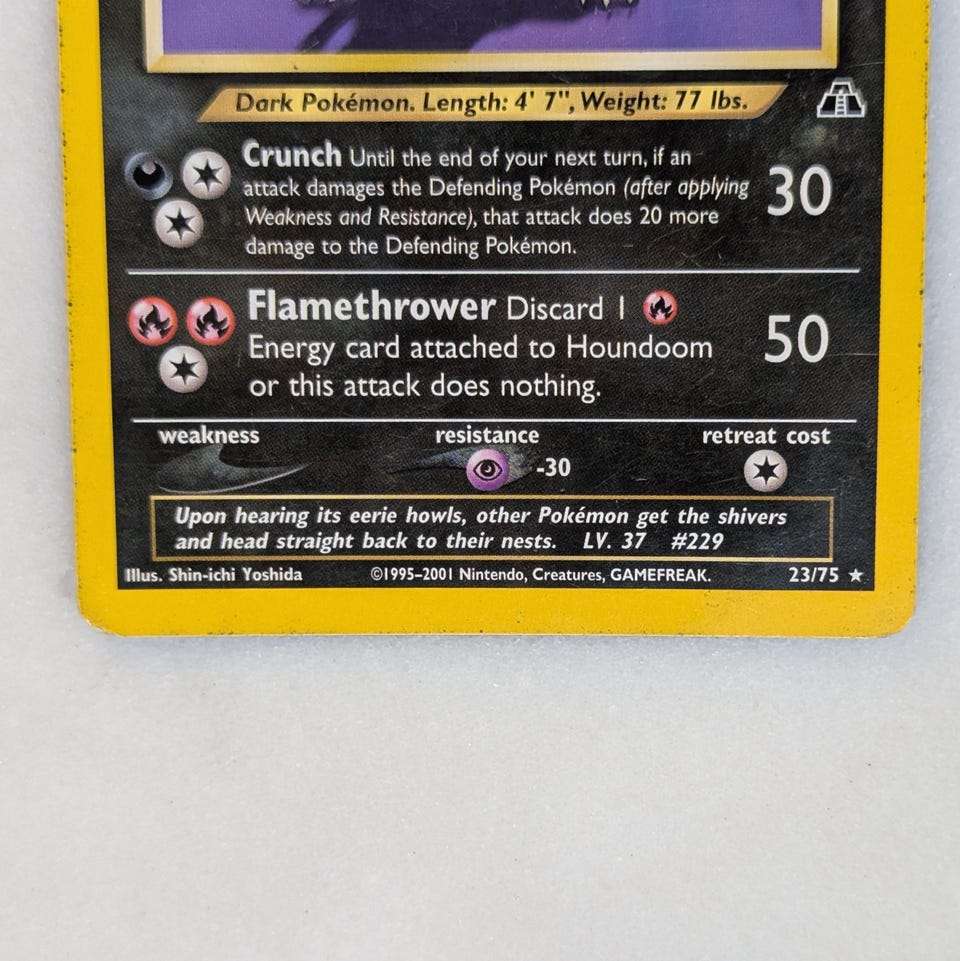 Dark Pokémon. Length: 4' 7", Weight: 77 lbs.
Crunch Until the end of your next turn, if an
attack damages the Defending Pokémon (after applying
Weakness and Resistance), that attack does 20 more
damage to the Defending Pokémon.
30
Flamethrower Discard 1
Energy card attached to Houndoom
or this attack does nothing.
50
weakness resistance retreat cost
-30
Upon hearing its eerie howls, other Pokémon get the shivers
and head straight back to their nests. LV. 37 #229
Illus. Shin-ichi Yoshida ©1995-2001 Nintendo, Creatures, GAMEFREAK. 23/75 ★